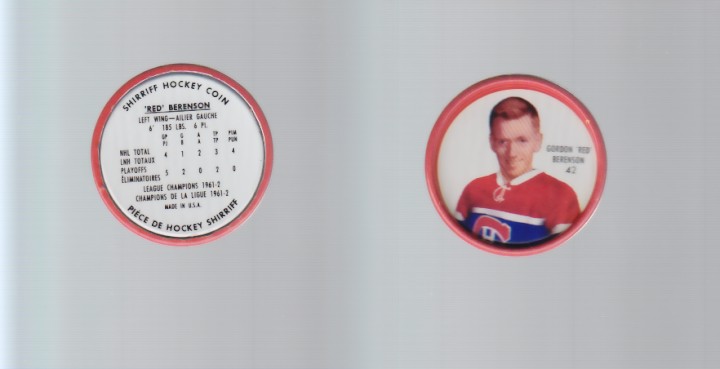 SHIRRIFF HOCKEY COIN
'RED' BERENSON
LEFT WING—AILIER GAUCHE
6' 185 LBS. 6 PI.
GP G A TP PIM
PJ B A TP PUN
NHL TOTAL
LNH TOTAUX 4 1 2 3 4
PLAYOFFS
ÉLIMINATOIRES 5 2 0 2 0
LEAGUE CHAMPIONS 1961-2
CHAMPIONS DE LA LIGUE 1961-2
MADE IN U.S.A.
PIÈCE DE HOCKEY SHIRRIFF
GORDON 'RED'
BERENSON
42